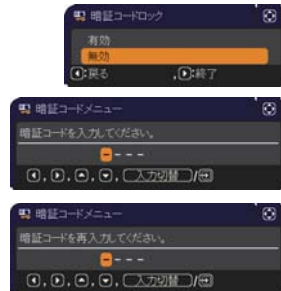 暗証コードロック
有効
無効
:戻る ,:終了
暗証コードメニュー
暗証コードを入力してください。
----
, , , , 入力切替 /
暗証コードメニュー
暗証コードを再入力してください。
----
, , , , 入力切替 /